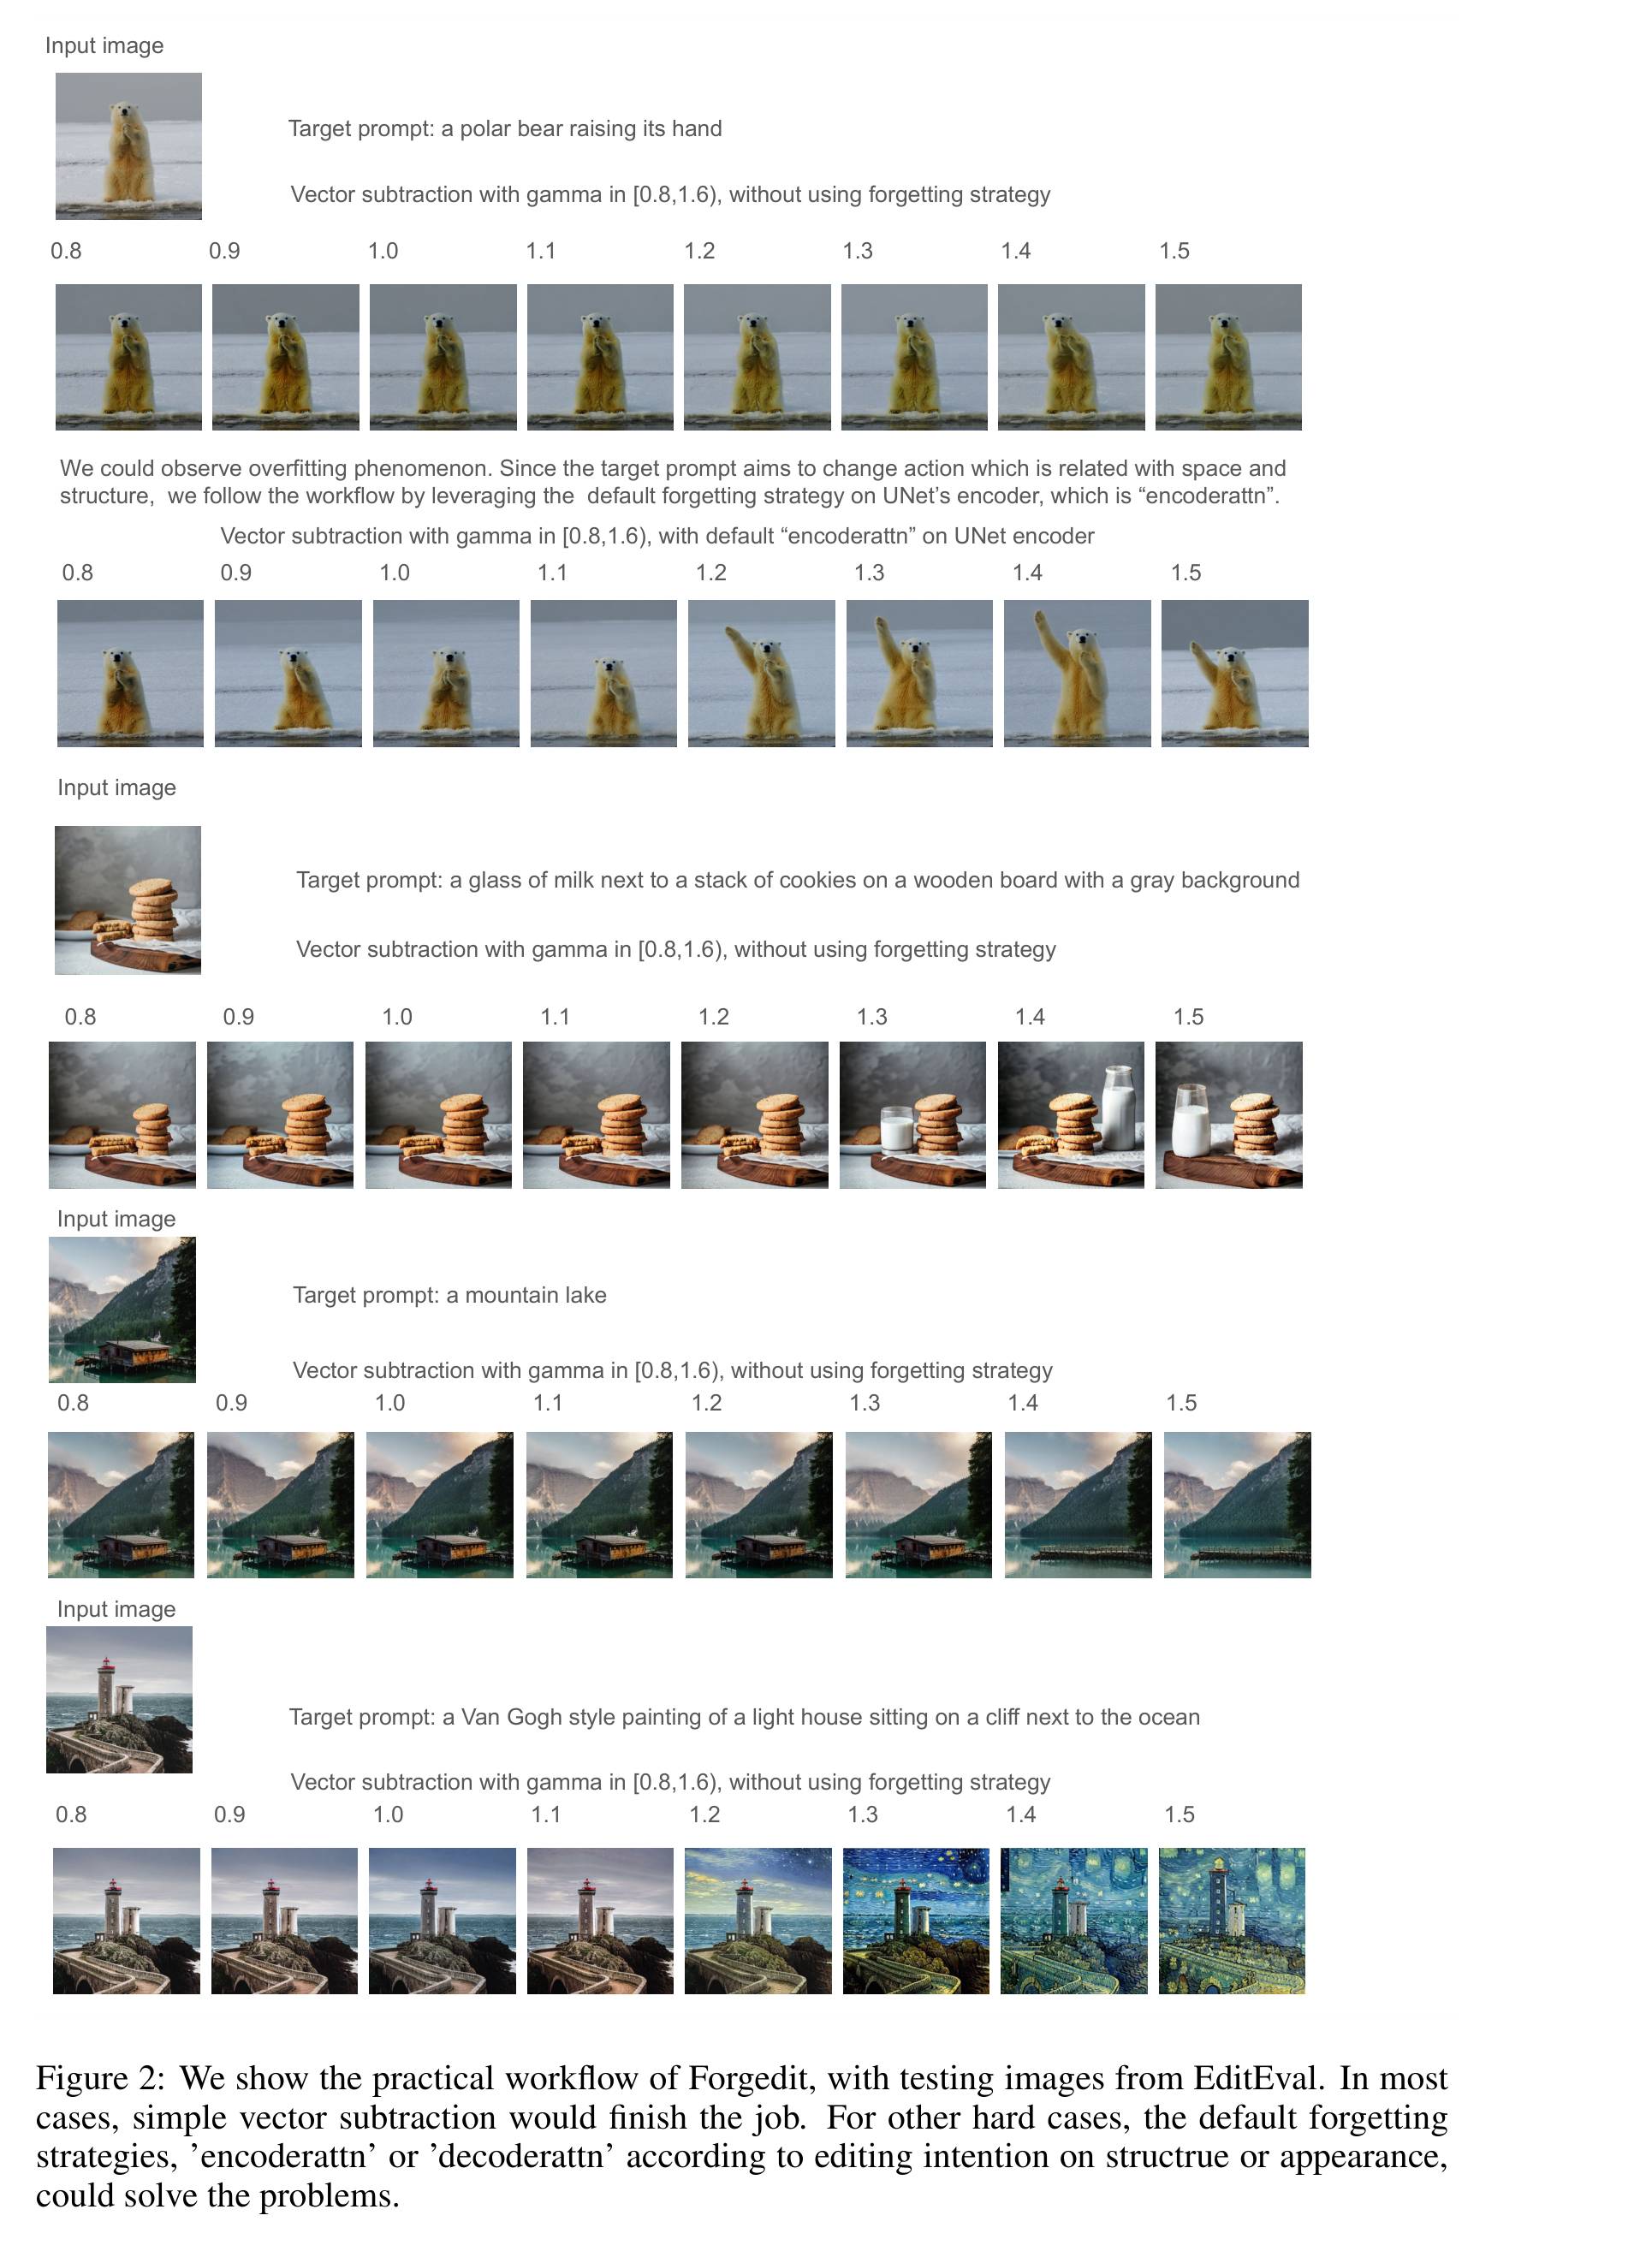 Input image
Target prompt: a polar bear raising its hand
Vector subtraction with gamma in [0.8,1.6), without using forgetting strategy
0.8 0.9 1.0 1.1 1.2 1.3 1.4 1.5
We could observe overfitting phenomenon. Since the target prompt aims to change action which is related with space and
structure,  we follow the workflow by leveraging the  default forgetting strategy on UNet's encoder, which is “encoderattn”.
Vector subtraction with gamma in [0.8,1.6), with default “encoderattn” on UNet encoder
0.8 0.9 1.0 1.1 1.2 1.3 1.4 1.5
Input image
Target prompt: a glass of milk next to a stack of cookies on a wooden board with a gray background
Vector subtraction with gamma in [0.8,1.6), without using forgetting strategy
0.8 0.9 1.0 1.1 1.2 1.3 1.4 1.5
Input image
Target prompt: a mountain lake
Vector subtraction with gamma in [0.8,1.6), without using forgetting strategy
0.8 0.9 1.0 1.1 1.2 1.3 1.4 1.5
Input image
Target prompt: a Van Gogh style painting of a light house sitting on a cliff next to the ocean
Vector subtraction with gamma in [0.8,1.6), without using forgetting strategy
0.8 0.9 1.0 1.1 1.2 1.3 1.4 1.5
Figure 2: We show the practical workflow of Forgedit, with testing images from EditEval. In most
cases, simple vector subtraction would finish the job. For other hard cases, the default forgetting
strategies, ’encoderattn’ or ’decoderattn’ according to editing intention on structrue or appearance,
could solve the problems.